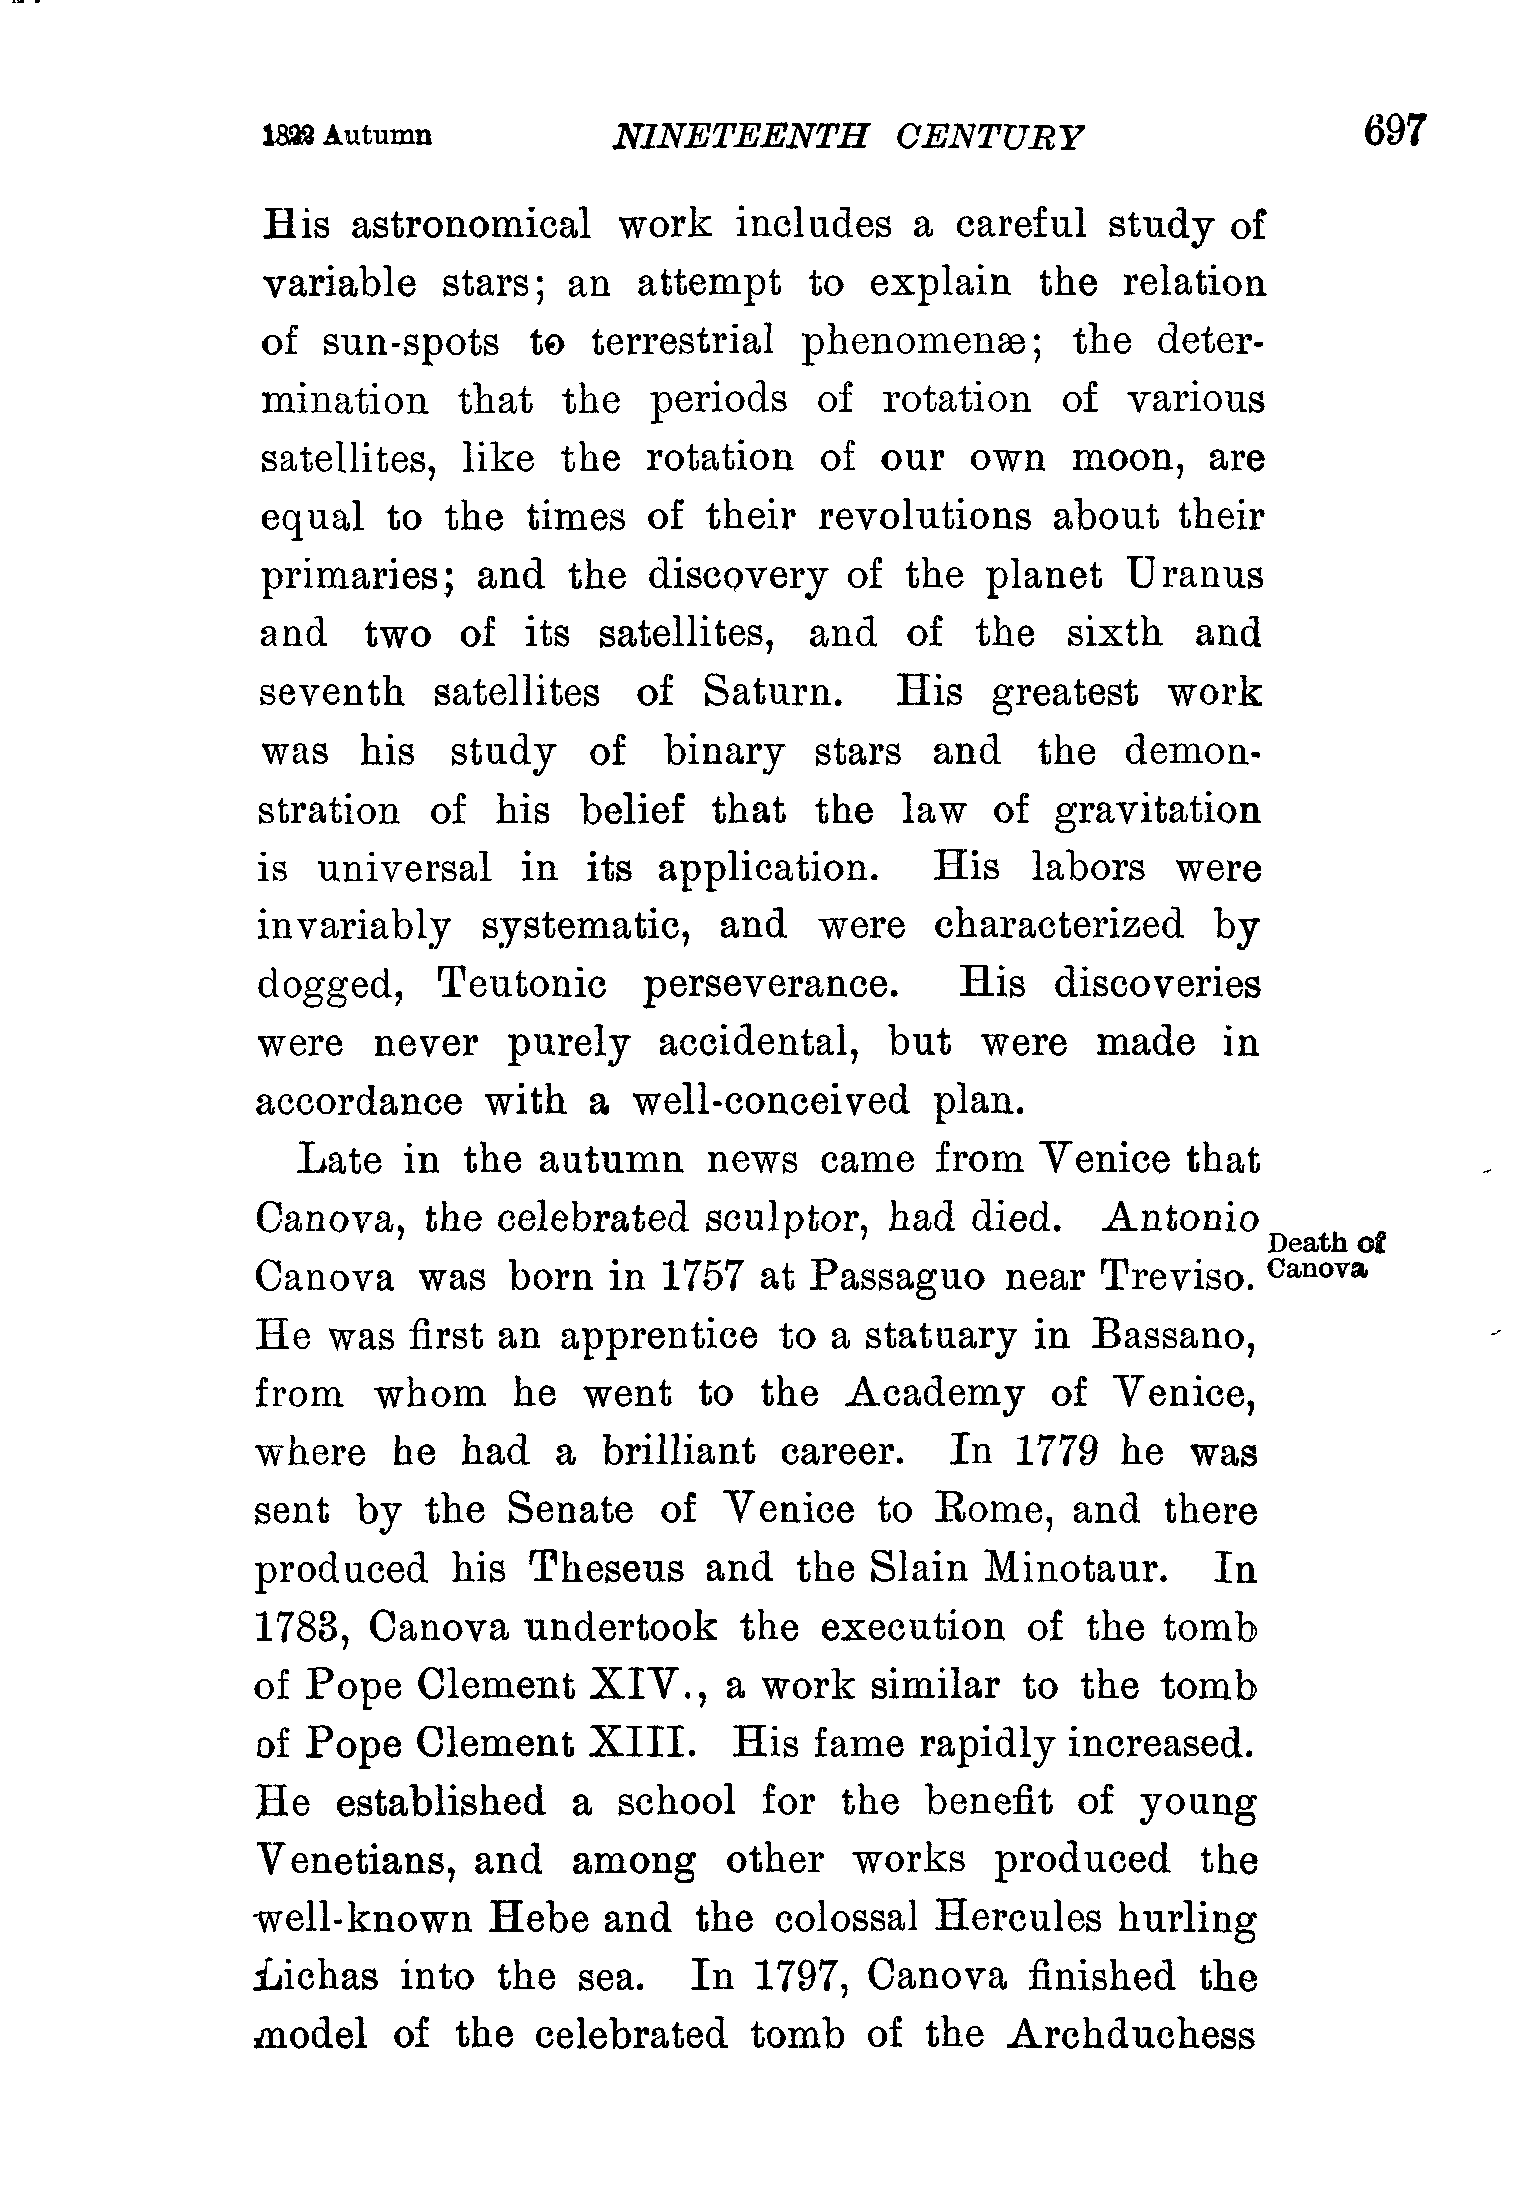 1822 Autumn NINETEENTH CENTURY 697
His astronomical work includes a careful study of
variable stars; an attempt to explain the relation
of sun-spots to terrestrial phenomenæ; the deter-
mination that the periods of rotation of various
satellites, like the rotation of our own moon, are
equal to the times of their revolutions about their
primaries; and the discovery of the planet Uranus
and two of its satellites, and of the sixth and
seventh satellites of Saturn. His greatest work
was his study of binary stars and the demon-
stration of his belief that the law of gravitation
is universal in its application. His labors were
invariably systematic, and were characterized by
dogged, Teutonic perseverance. His discoveries
were never purely accidental, but were made in
accordance with a well-conceived plan.
Late in the autumn news came from Venice that
Canova, the celebrated sculptor, had died. Antonio
Canova was born in 1757 at Passaguo near Treviso.
Death of
Canova
He was first an apprentice to a statuary in Bassano,
from whom he went to the Academy of Venice,
where he had a brilliant career. In 1779 he was
sent by the Senate of Venice to Rome, and there
produced his Theseus and the Slain Minotaur. In
1783, Canova undertook the execution of the tomb
of Pope Clement XIV., a work similar to the tomb
of Pope Clement XIII. His fame rapidly increased.
He established a school for the benefit of young
Venetians, and among other works produced the
well-known Hebe and the colossal Hercules hurling
Lichas into the sea. In 1797, Canova finished the
model of the celebrated tomb of the Archduchess